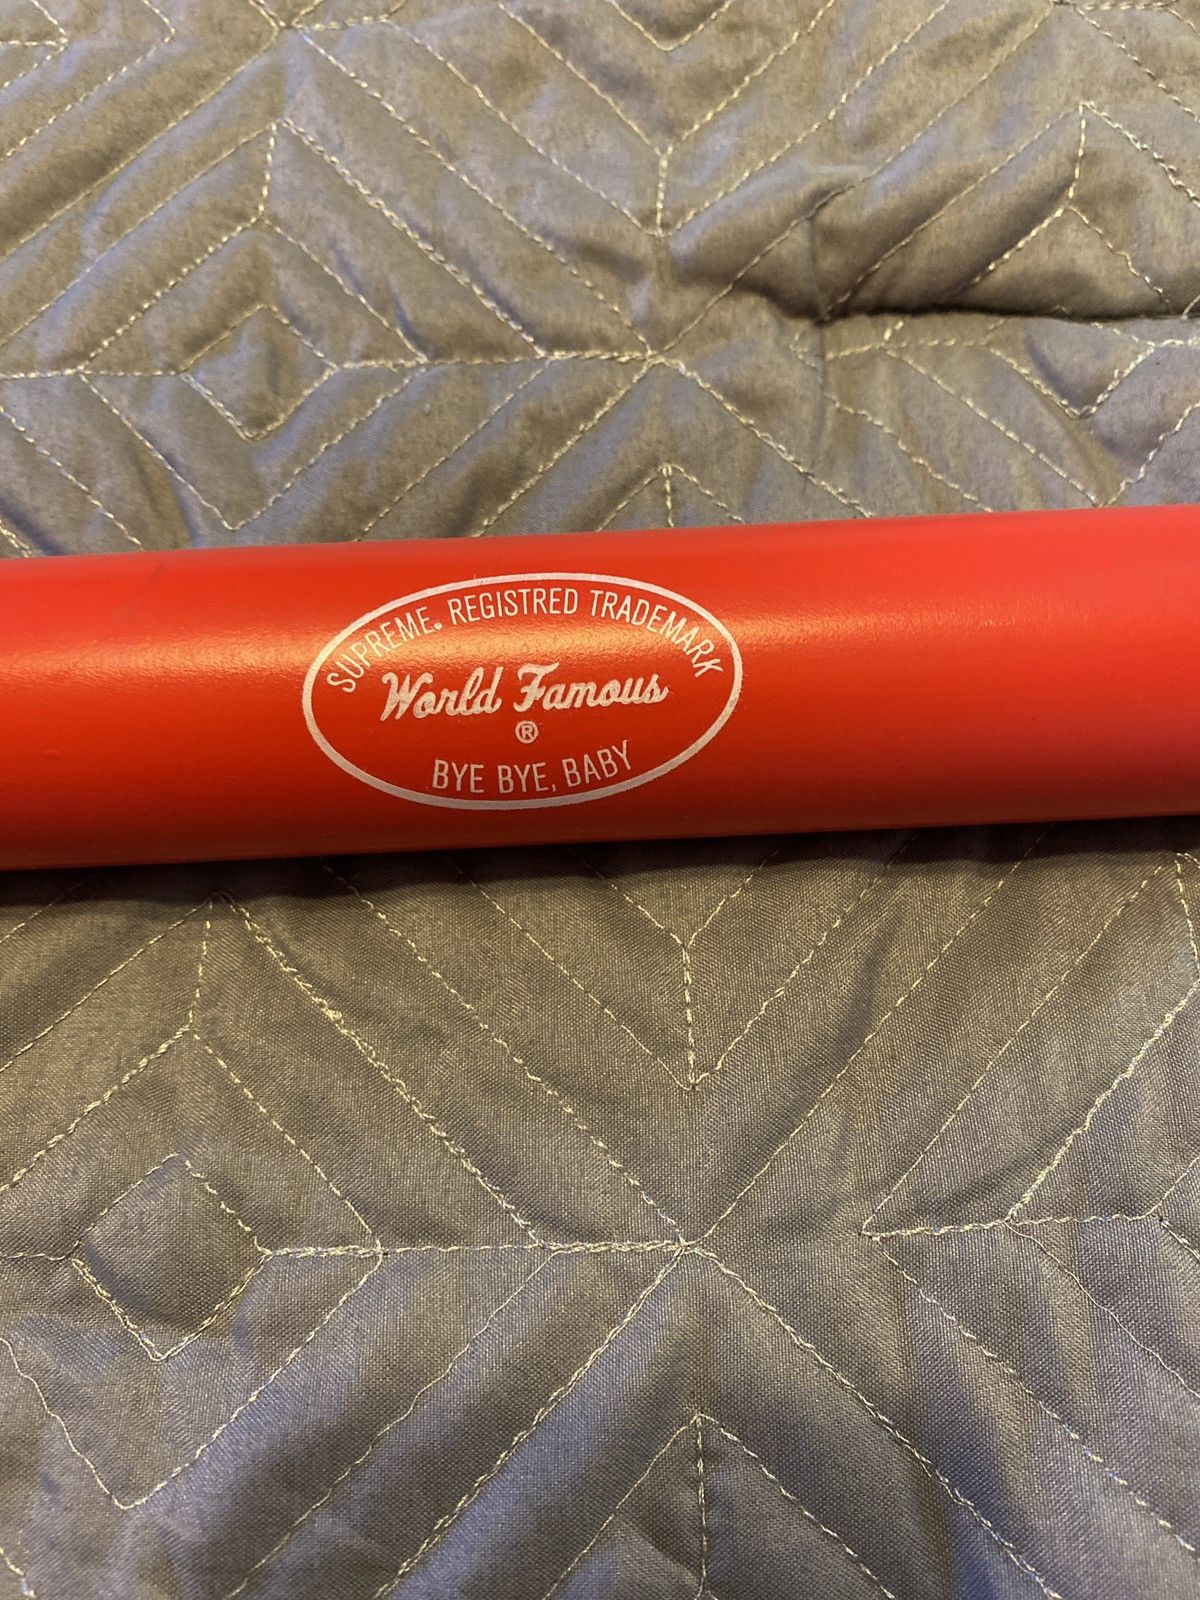 SUPREME. REGISTRED TRADEMARK
World Famous
®
BYE BYE, BABY